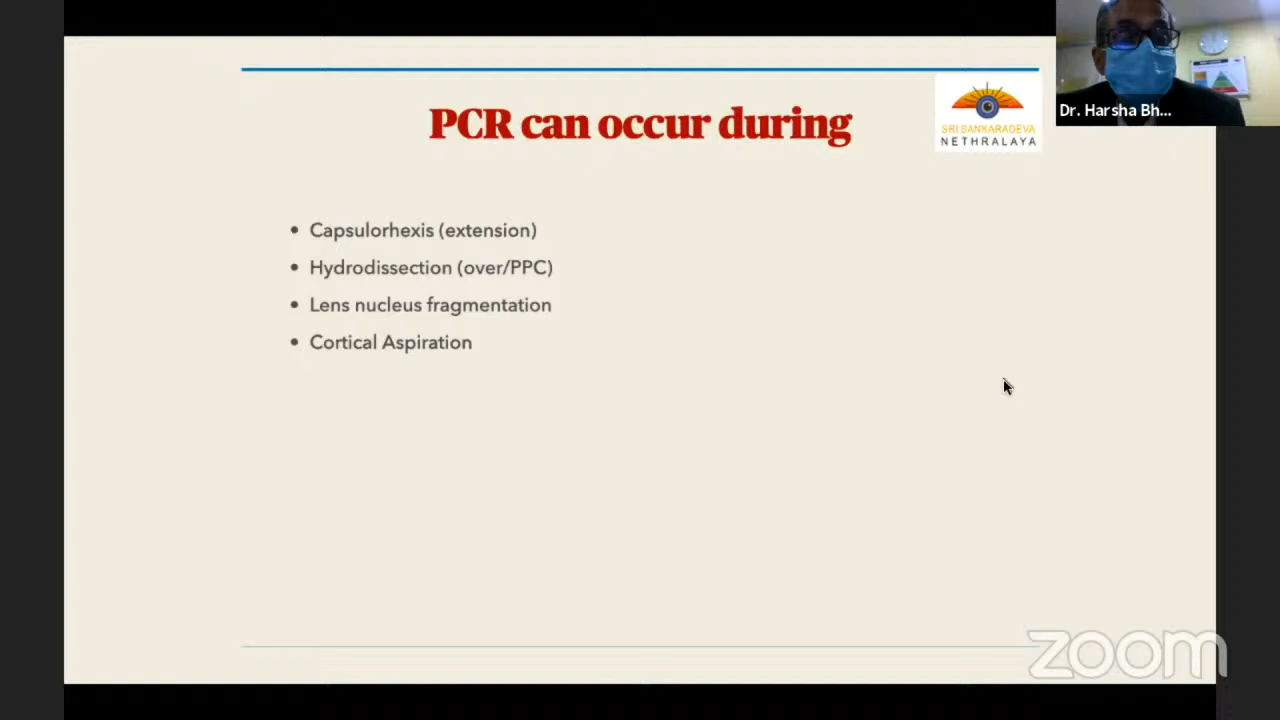 PCR can occur during
SRI SANKARADEVA
NETHRALAYA
Dr. Harsha Bh...
• Capsulorhexis (extension)
• Hydrodissection (over/PPC)
• Lens nucleus fragmentation
• Cortical Aspiration
zoom